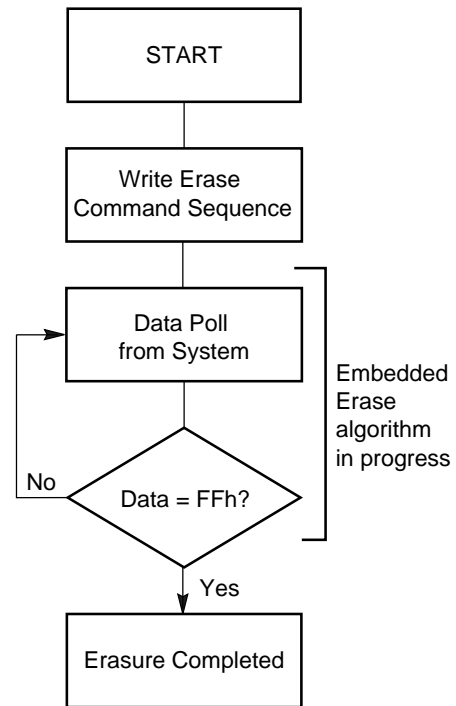 START
Write Erase
Command Sequence
Data Poll
from System
Embedded
Erase
algorithm
in progress
No
Data = FFh?
Yes
Erasure Completed